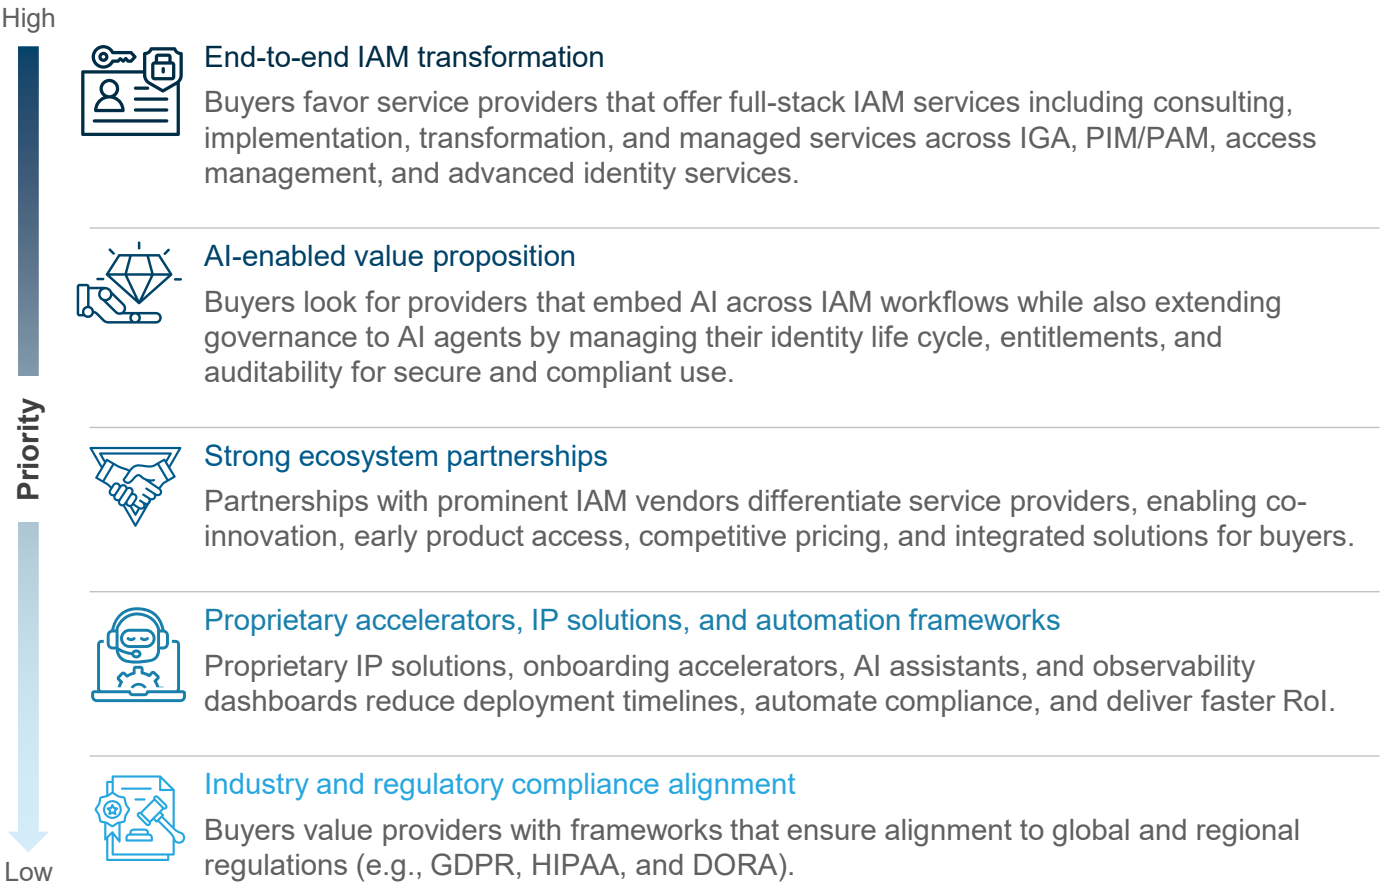 High
End-to-end IAM transformation
Buyers favor service providers that offer full-stack IAM services including consulting,
implementation, transformation, and managed services across IGA, PIM/PAM, access
management, and advanced identity services.
AI-enabled value proposition
Buyers look for providers that embed AI across IAM workflows while also extending
governance to AI agents by managing their identity life cycle, entitlements, and
auditability for secure and compliant use.
Priority
Strong ecosystem partnerships
Partnerships with prominent IAM vendors differentiate service providers, enabling co-
innovation, early product access, competitive pricing, and integrated solutions for buyers.
Proprietary accelerators, IP solutions, and automation frameworks
Proprietary IP solutions, onboarding accelerators, AI assistants, and observability
dashboards reduce deployment timelines, automate compliance, and deliver faster RoI.
Industry and regulatory compliance alignment
Buyers value providers with frameworks that ensure alignment to global and regional
regulations (e.g., GDPR, HIPAA, and DORA).
Low